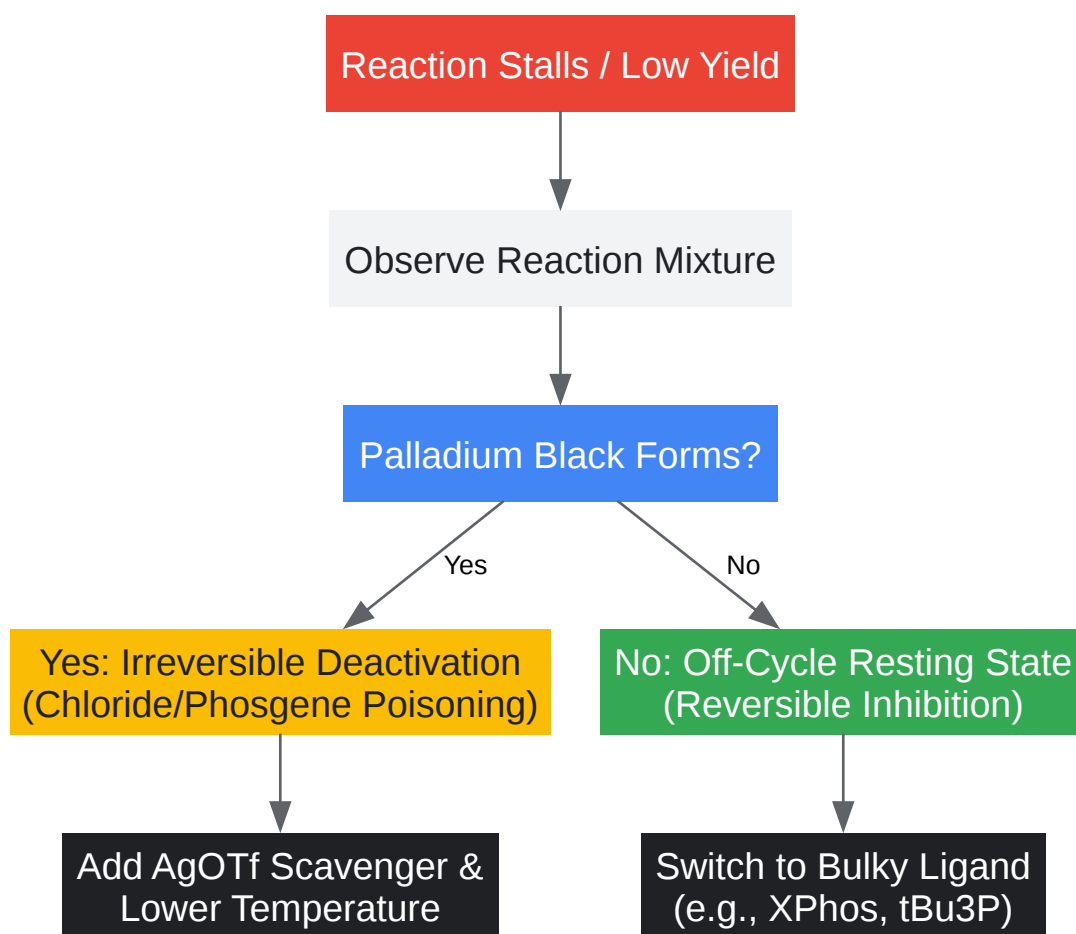 Reaction Stalls / Low Yield
Observe Reaction Mixture
Palladium Black Forms?
Yes
No
Yes: Irreversible Deactivation
(Chloride/Phosgene Poisoning)
No: Off-Cycle Resting State
(Reversible Inhibition)
Add AgOTf Scavenger &
Lower Temperature
Switch to Bulky Ligand
(e.g., XPhos, tBu3P)